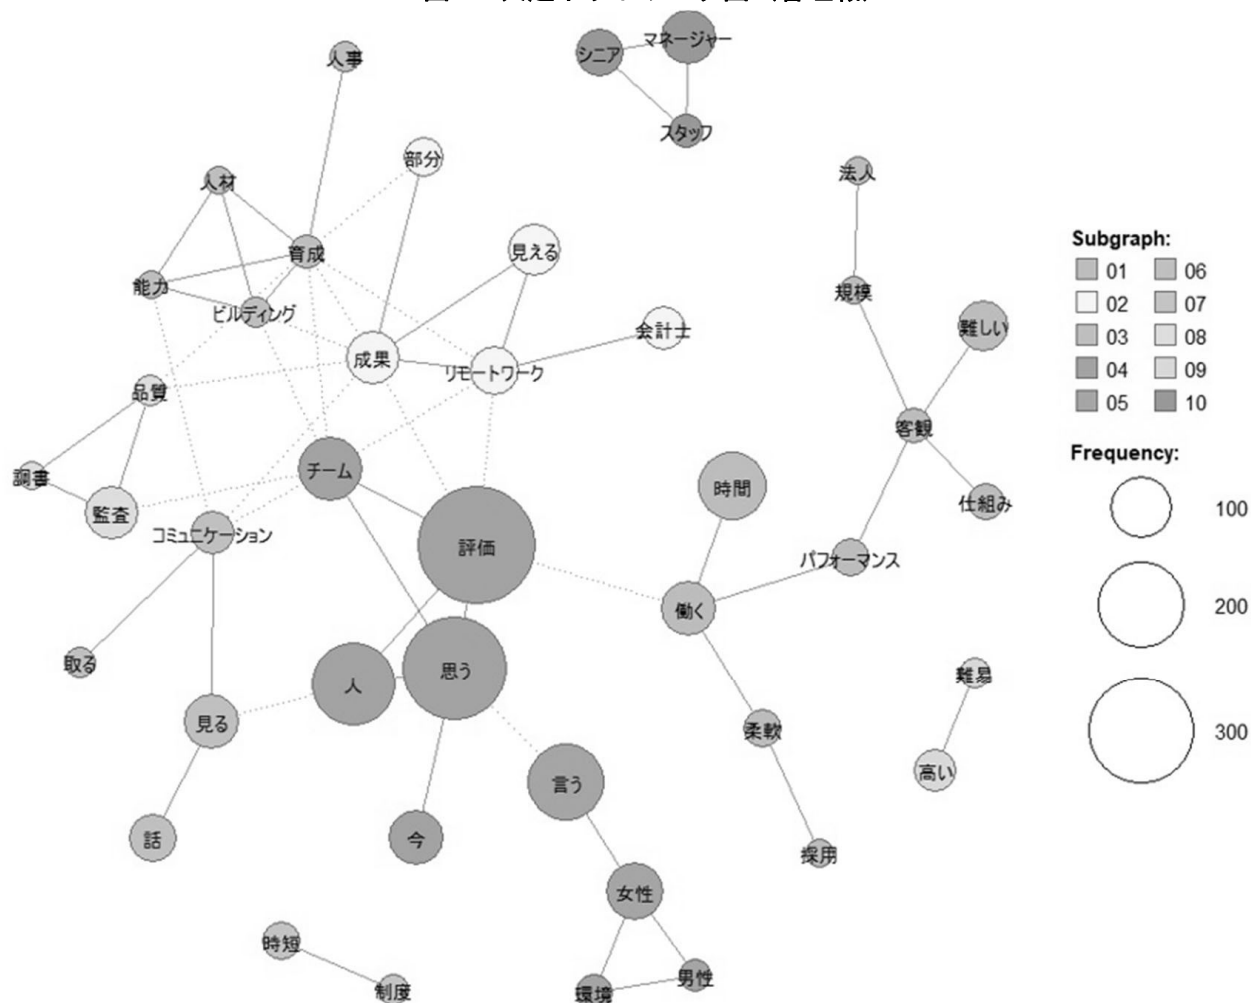 シニア
マネージャー
スタッフ
人事
部分
人材
育成
見える
能力
ビルディング
会計士
成果
リモートワーク
品質
調書
監査
チーム
コミュニケーション
評価
取る
人
思う
見る
話
今
言う
女性
環境
男性
時短
制度
法人
規模
難しい
客観
仕組み
時間
パフォーマンス
働く
柔軟
採用
難易
高い
Subgraph:
01 06
02 07
03 08
04 09
05 10
Frequency:
100
200
300